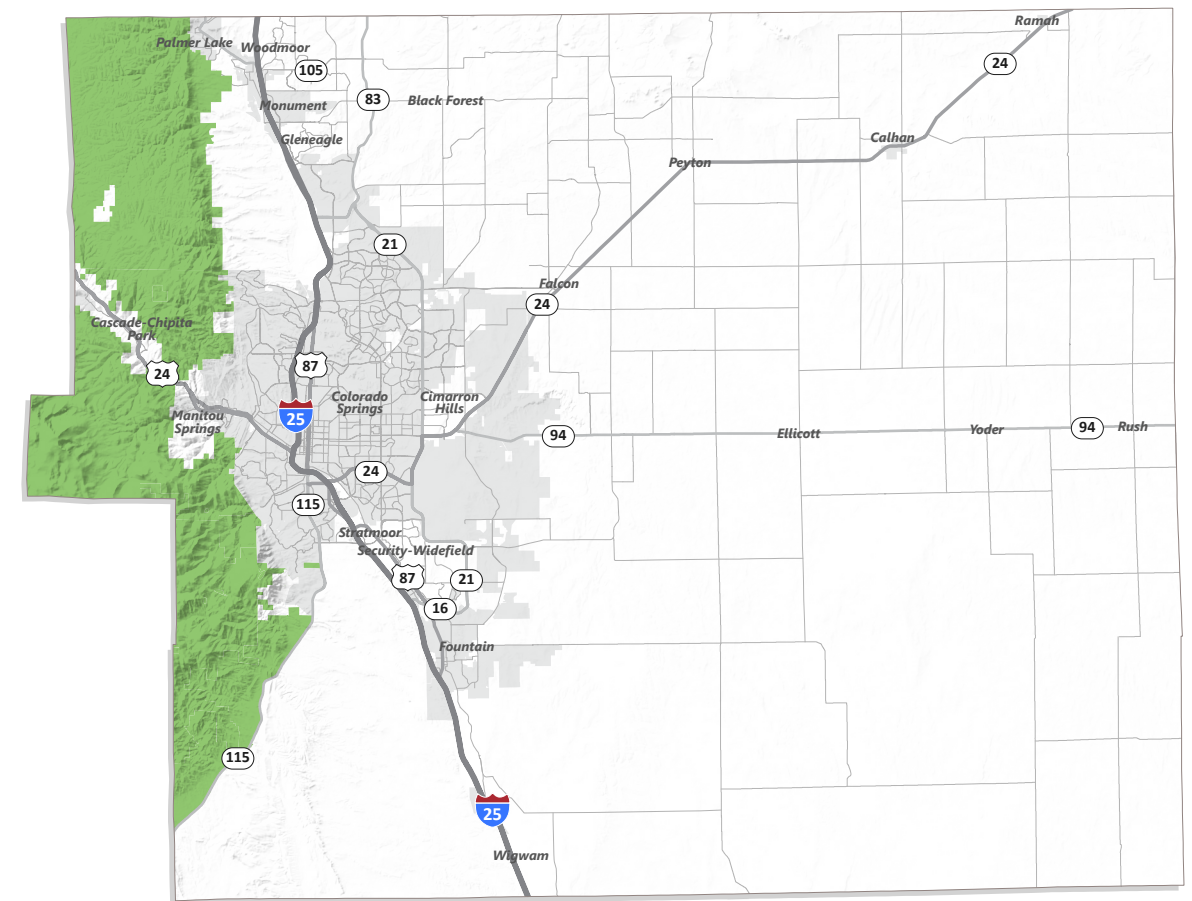 Ramah
Palmer Lake
Woodmoor
24
105
83
Black Forest
Monument
Gleneagle
Calhan
Peyton
21
Falcon
24
Cascade-Chipita
Park
87
24
Colorado
Springs
Cimarron
Hills
25
Manitou
Springs
94
Ellicott
Yoder
94
Rush
24
115
Stratmoor
Security-Widefield
87
21
16
Fountain
115
25
Wigwam